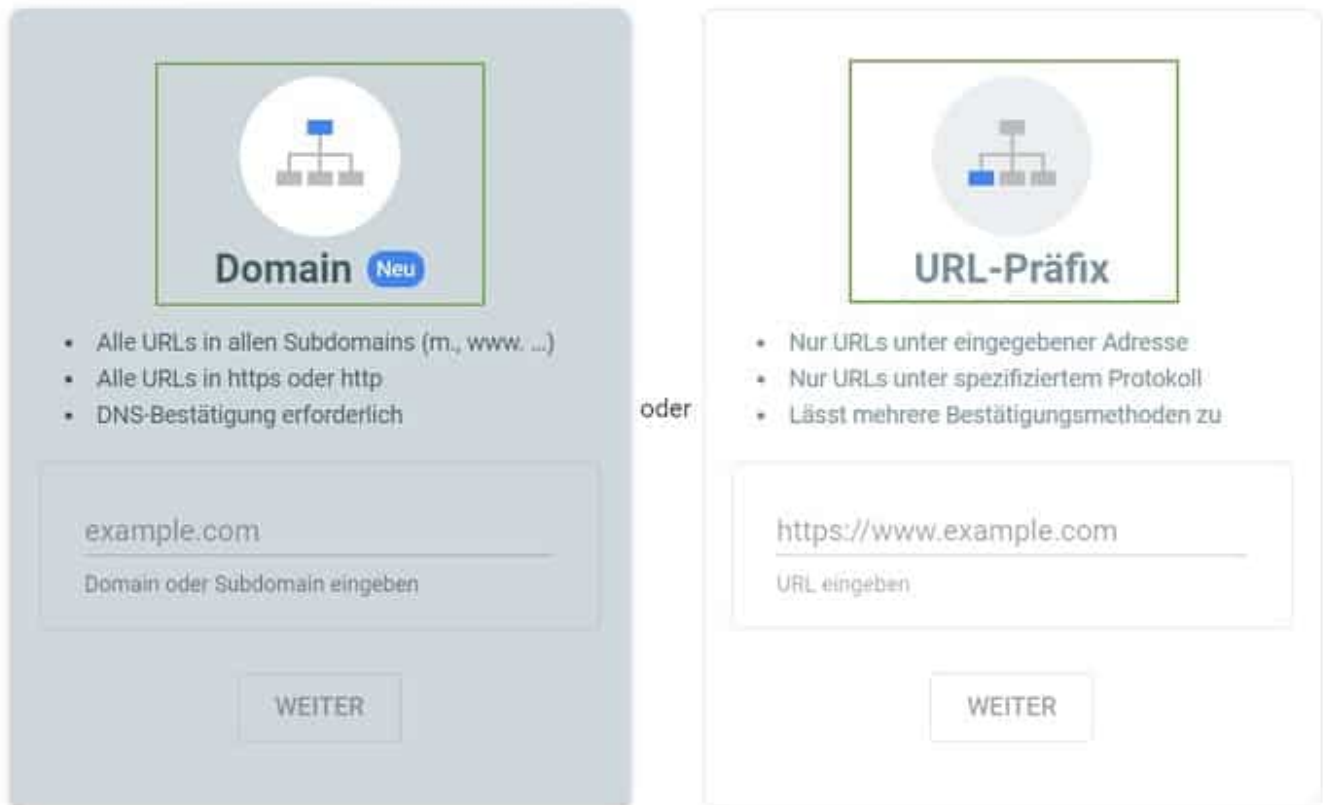 Domain Neu
• Alle URLs in allen Subdomains (m., www. ...)
• Alle URLs in https oder http
• DNS-Bestätigung erforderlich
example.com
Domain oder Subdomain eingeben
WEITER
oder
URL-Präfix
• Nur URLs unter eingegebener Adresse
• Nur URLs unter spezifiziertem Protokoll
• Lässt mehrere Bestätigungsmethoden zu
https://www.example.com
URL eingeben
WEITER